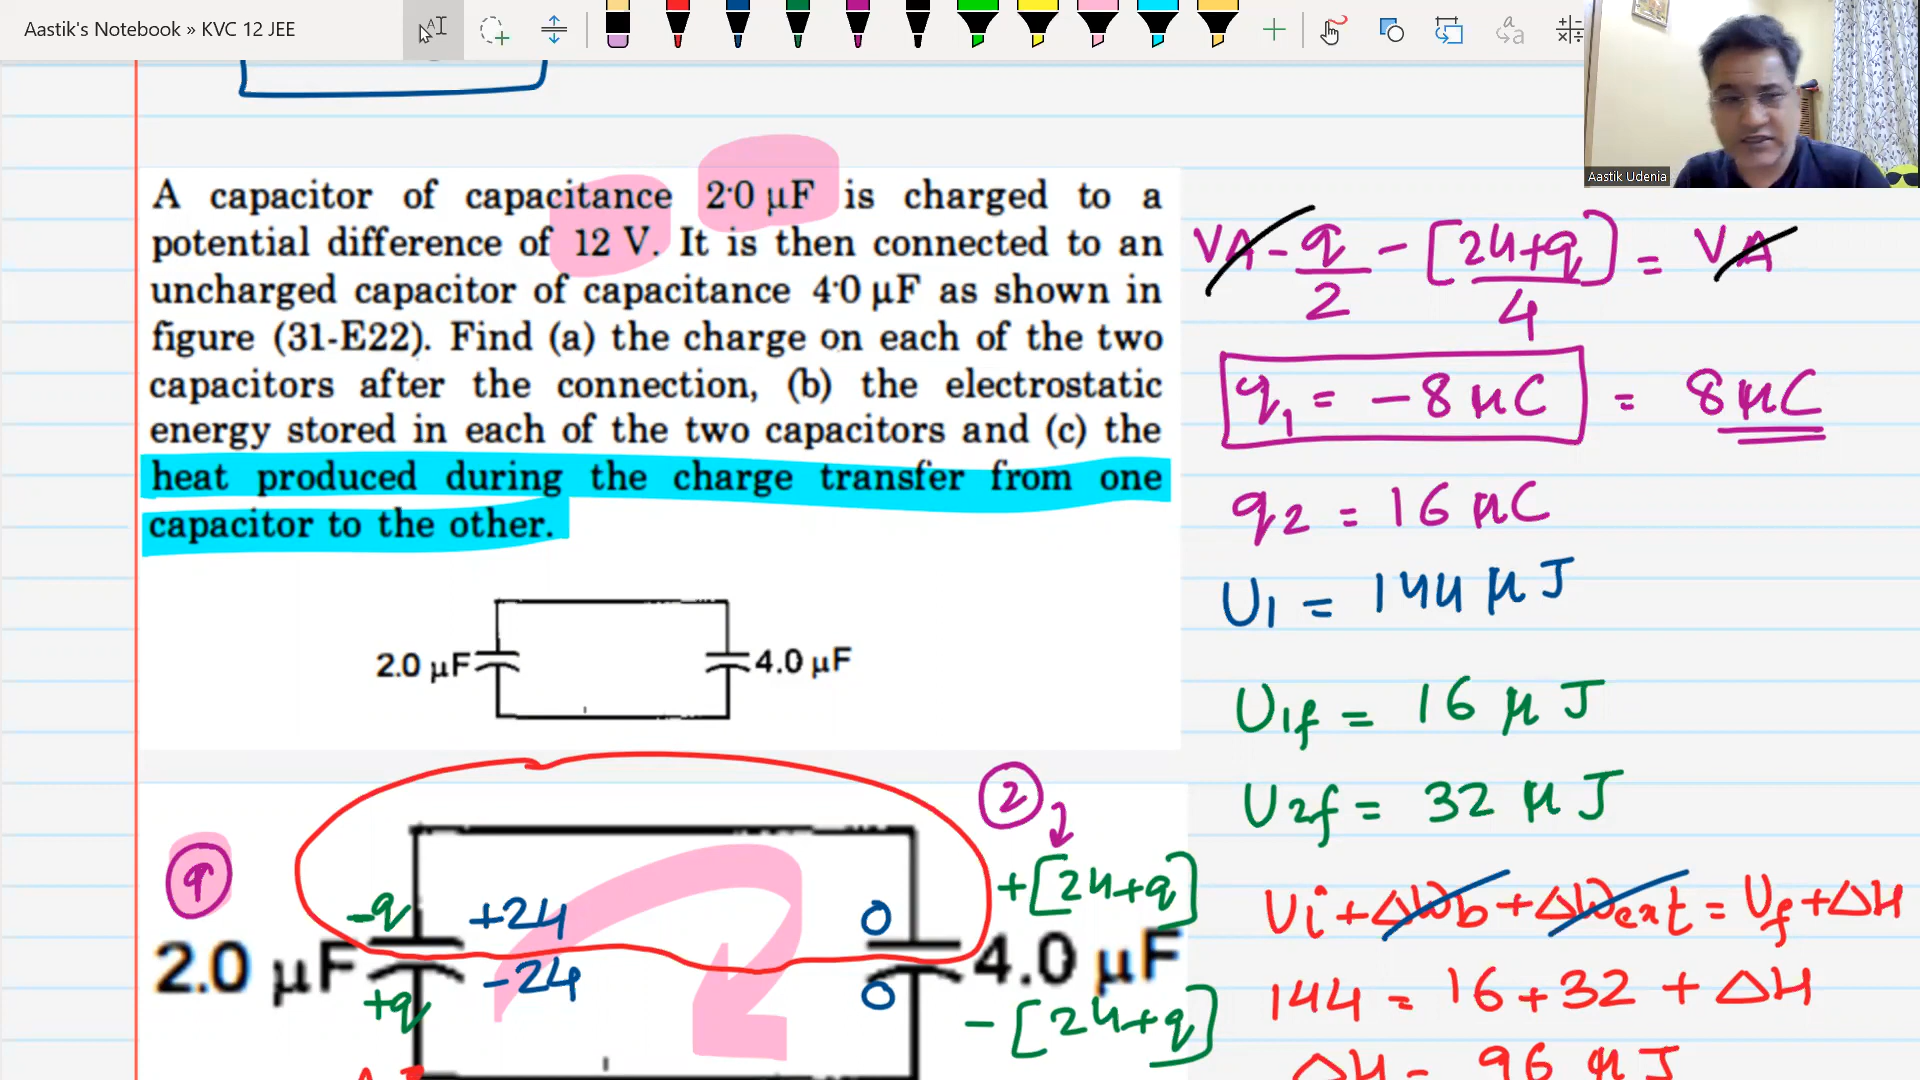 Aastik's Notebook » KVC 12 JEE
Aastik Udenia
A capacitor of capacitance 2·0 µF is charged to a
potential difference of 12 V. It is then connected to an
uncharged capacitor of capacitance 4·0 µF as shown in
figure (31-E22). Find (a) the charge on each of the two
capacitors after the connection, (b) the electrostatic
energy stored in each of the two capacitors and (c) the
heat produced during the charge transfer from one
capacitor to the other.
2.0 µF
4.0 µF
VA - q/2 - [24+q/4] = VA
q1 = -8 µC = 8 µC
q2 = 16 µC
U1 = 144 µJ
U1f = 16 µJ
U2f = 32 µJ
Ui + ΔWb + ΔWext = Uf + ΔH
144 = 16 + 32 + ΔH
ΔH = 96 µJ
2
+[24+q]
-q
+24
0
2.0 µF
4.0 µF
+q
-24
0
-[24+q]